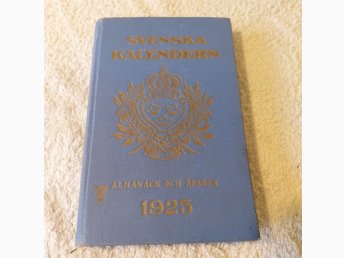 SVENSKA
KALENDERN
ALMANACK OCH ÅRSBOK
1925